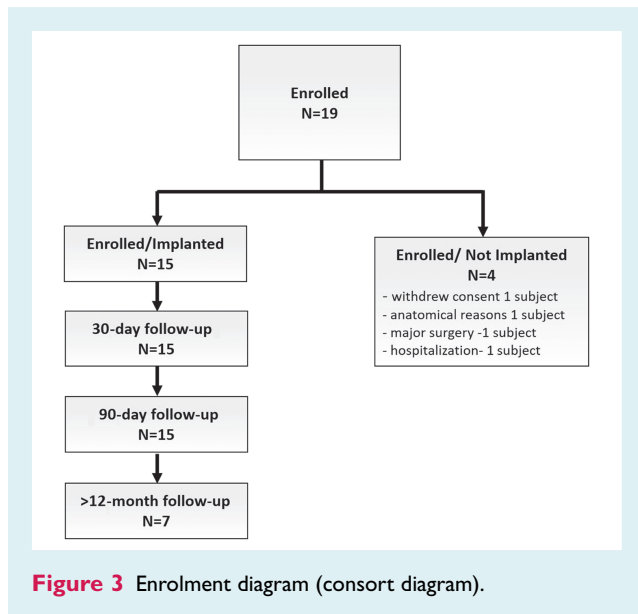 Enrolled
N=19
Enrolled/Implanted
N=15
30-day follow-up
N=15
90-day follow-up
N=15
>12-month follow-up
N=7
Enrolled/ Not Implanted
N=4
- withdrew consent 1 subject
- anatomical reasons 1 subject
- major surgery -1 subject
- hospitalization- 1 subject
Figure 3 Enrolment diagram (consort diagram).